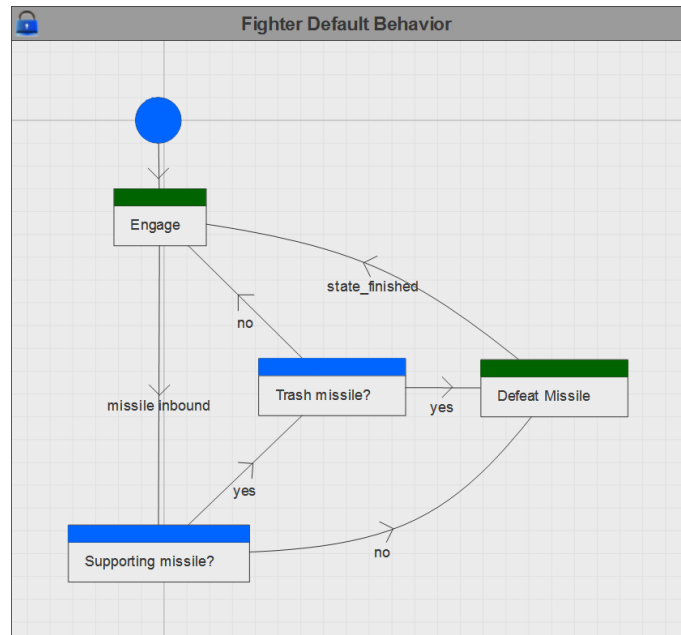 Fighter Default Behavior
Engage
state_finished
no
Trash missile?
yes
Defeat Missile
missile inbound
yes
Supporting missile?
no